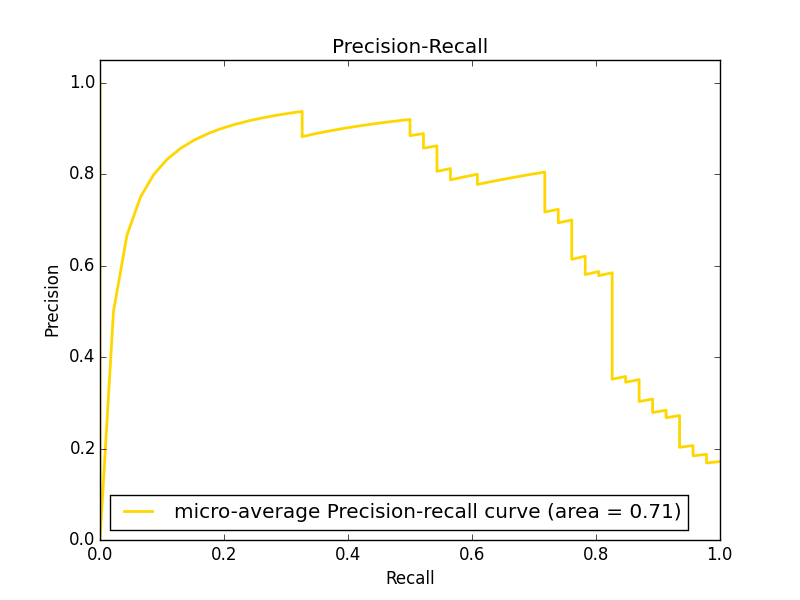 Precision-Recall
1.0
0.8
0.6
0.4
0.2
0.0
Precision
micro-average Precision-recall curve (area = 0.71)
0.0 0.2 0.4 0.6 0.8 1.0
Recall